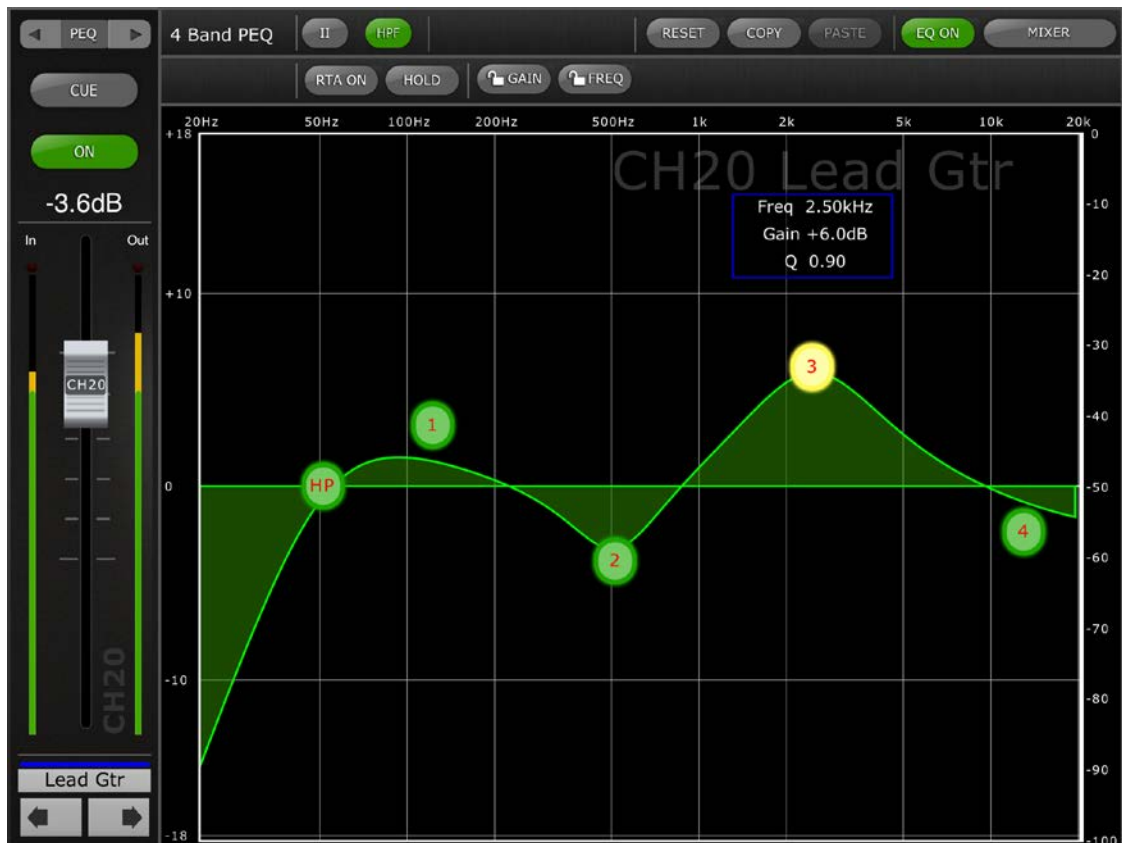 PEQ
4 Band PEQ
II
HPF
RESET
COPY
PASTE
EQ ON
MIXER
CUE
RTA ON
HOLD
GAIN
FREQ
ON
-3.6dB
In
Out
CH20
CH20
Lead Gtr
20Hz 50Hz 100Hz 200Hz 500Hz 1k 2k 5k 10k 20k
+18
+10
0
-10
-18
CH20 Lead Gtr
Freq 2.50kHz
Gain +6.0dB
Q 0.90
HP
1
2
3
4
0
-10
-20
-30
-40
-50
-60
-70
-80
-90
-100